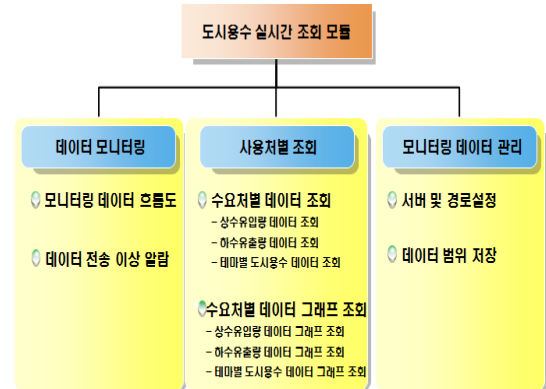 도시용수 실시간 조회 모듈
데이터 모니터링
모니터링 데이터 흐름도
데이터 전송 이상 알람
사용처별 조회
수요처별 데이터 조회
– 상수유입량 데이터 조회
– 하수유출량 데이터 조회
– 테마별 도시용수 데이터 조회
수요처별 데이터 그래프 조회
– 상수유입량 데이터 그래프 조회
– 하수유출량 데이터 그래프 조회
– 테마별 도시용수 데이터 그래프 조회
모니터링 데이터 관리
서버 및 경로설정
데이터 범위 저장